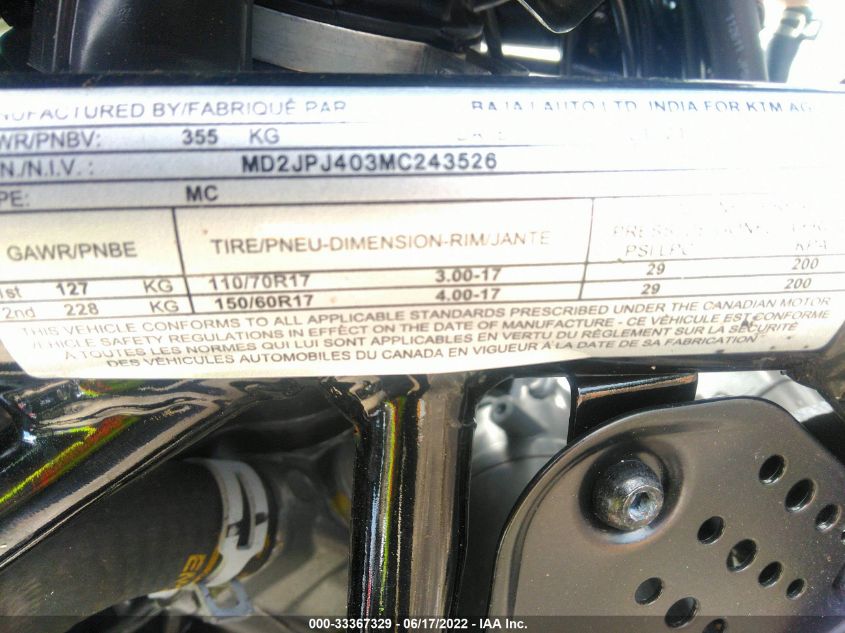 NUFACTURED BY/FABRIQUÉ PAR BAJAJ AUTO LTD. INDIA FOR KTM AG
WR/PNBV: 355 KG
N./N.I.V. : MD2JPJ403MC243526
PE: MC
GAWR/PNBE TIRE/PNEU-DIMENSION-RIM/JANTE
PSI/LPC KPA
1st 127 KG 110/70R17 3.00-17 29 200
2nd 228 KG 150/60R17 4.00-17 29 200
THIS VEHICLE CONFORMS TO ALL APPLICABLE STANDARDS PRESCRIBED UNDER THE CANADIAN MOTOR
VEHICLE SAFETY REGULATIONS IN EFFECT ON THE DATE OF MANUFACTURE - CE VÉHICULE EST CONFORME
À TOUTES LES NORMES QUI LUI SONT APPLICABLES EN VERTU DU RÈGLEMENT SUR LA SÉCURITÉ
DES VÉHICULES AUTOMOBILES DU CANADA EN VIGUEUR À LA DATE DE SA FABRICATION
000-33367329 - 06/17/2022 - IAA Inc.